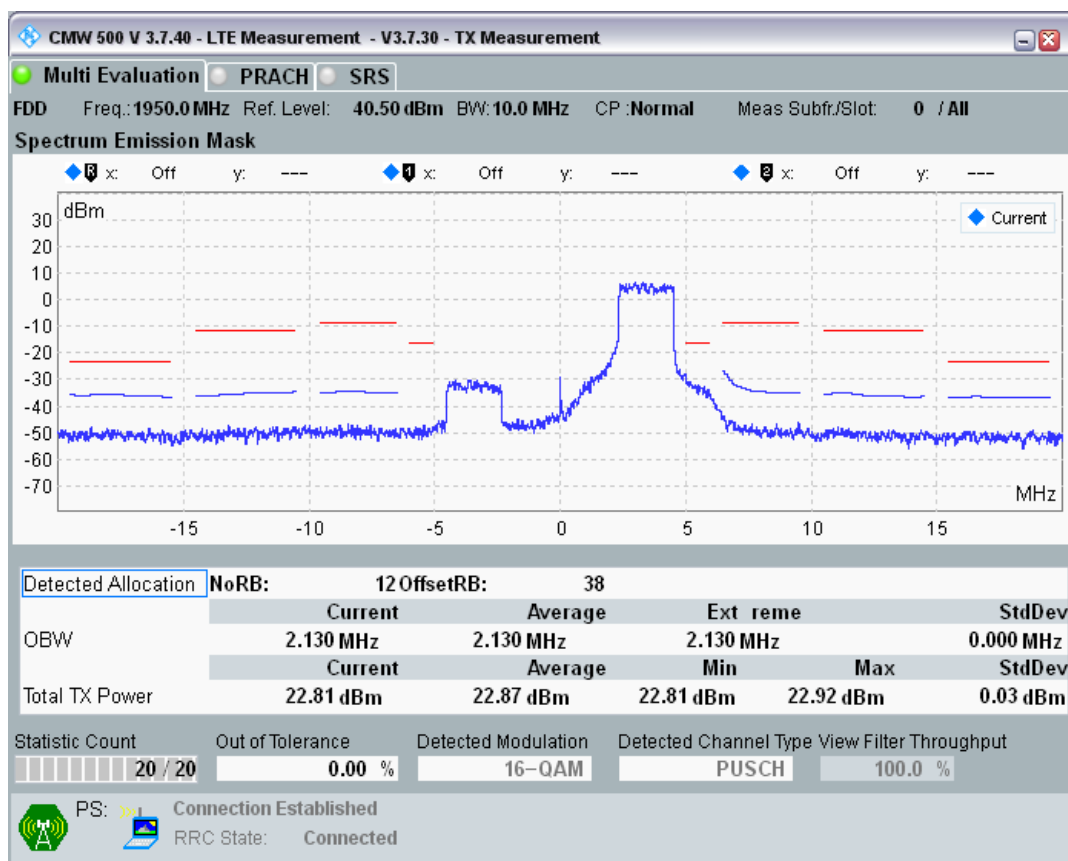 CMW 500 V 3.7.40 - LTE Measurement - V3.7.30 - TX Measurement
Multi Evaluation PRACH SRS
FDD Freq.: 1950.0 MHz Ref. Level: 40.50 dBm BW: 10.0 MHz CP :Normal Meas Subfr./Slot: 0 / All
Spectrum Emission Mask
R x: Off y: --- 1 x: Off y: --- 2 x: Off y: ---
dBm
Current
30
20
10
0
-10
-20
-30
-40
-50
-60
-70
MHz
-15 -10 -5 0 5 10 15
Detected Allocation NoRB: 12 OffsetRB: 38
Current Average Ext reme StdDev
OBW 2.130 MHz 2.130 MHz 2.130 MHz 0.000 MHz
Current Average Min Max StdDev
Total TX Power 22.81 dBm 22.87 dBm 22.81 dBm 22.92 dBm 0.03 dBm
Statistic Count Out of Tolerance Detected Modulation Detected Channel Type View Filter Throughput
20 / 20 0.00 % 16-QAM PUSCH 100.0 %
PS: Connection Established
RRC State: Connected